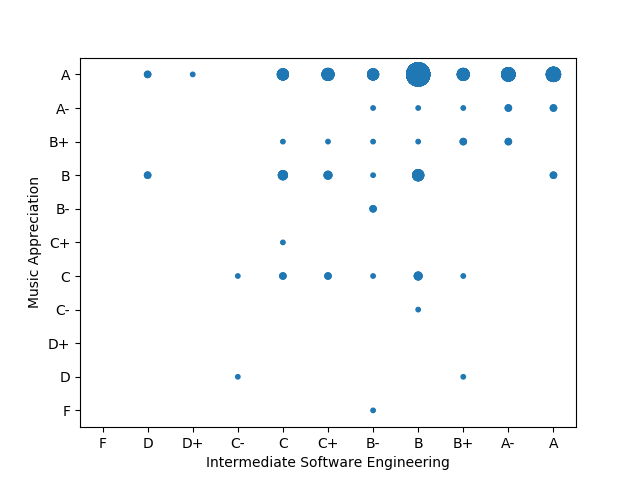 A
A-
B+
B
B-
C+
C
C-
D+
D
F
Music Appreciation
F D D+ C- C C+ B- B B+ A- A
Intermediate Software Engineering